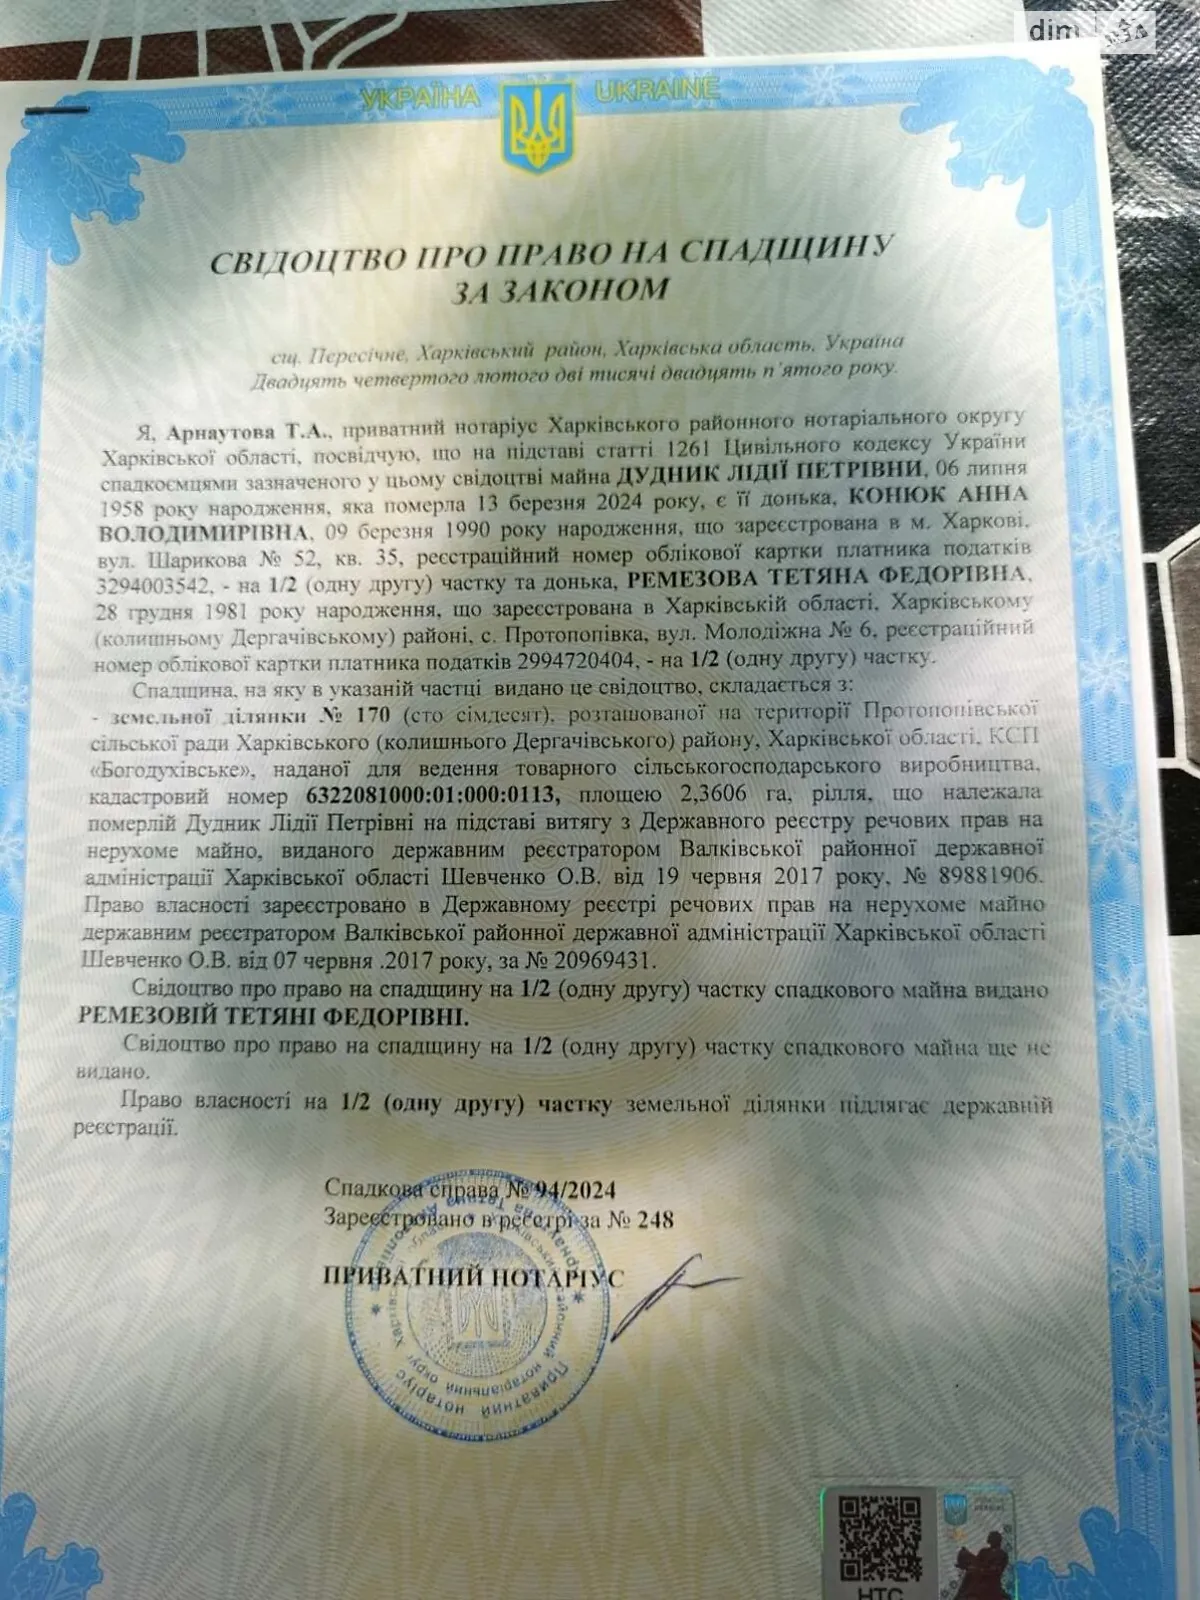 dim
УКРАЇНА UKRAINE
СВІДОЦТВО ПРО ПРАВО НА СПАДЩИНУ
ЗА ЗАКОНОМ
сщ. Пересічне, Харківський район, Харківська область, Україна
Двадцять четвертого лютого дві тисячі двадцять п'ятого року.
Я, Арнаутова Т.А., приватний нотаріус Харківського районного нотаріального округу
Харківської області, посвідчую, що на підставі статті 1261 Цивільного кодексу України
спадкоємцями зазначеного у цьому свідоцтві майна ДУДНИК ЛІДІЇ ПЕТРІВНИ, 06 липня
1958 року народження, яка померла 13 березня 2024 року, є її донька, КОНЮК АННА
ВОЛОДИМИРІВНА, 09 березня 1990 року народження, що зареєстрована в м. Харкові,
вул. Шарикова № 52, кв. 35, реєстраційний номер облікової картки платника податків
3294003542, - на 1/2 (одну другу) частку та донька, РЕМЕЗОВА ТЕТЯНА ФЕДОРІВНА,
28 грудня 1981 року народження, що зареєстрована в Харківській області, Харківському
(колишньому Дергачівському) районі, с. Протопопівка, вул. Молодіжна № 6, реєстраційний
номер облікової картки платника податків 2994720404, - на 1/2 (одну другу) частку.
Спадщина, на яку в указаній частці видано це свідоцтво, складається з:
- земельної ділянки № 170 (сто сімдесят), розташованої на території Протопопівської
сільської ради Харківського (колишнього Дергачівського) району, Харківської області, КСП
«Богодухівське», наданої для ведення товарного сільськогосподарського виробництва,
кадастровий номер 6322081000:01:000:0113, площею 2,3606 га, рілля, що належала
померлій Дудник Лідії Петрівні на підставі витягу з Державного реєстру речових прав на
нерухоме майно, виданого державним реєстратором Валківської районної державної
адміністрації Харківської області Шевченко О.В. від 19 червня 2017 року, № 89881906.
Право власності зареєстровано в Державному реєстрі речових прав на нерухоме майно
державним реєстратором Валківської районної державної адміністрації Харківської області
Шевченко О.В. від 07 червня .2017 року, за № 20969431.
Свідоцтво про право на спадщину на 1/2 (одну другу) частку спадкового майна видано
РЕМЕЗОВІЙ ТЕТЯНІ ФЕДОРІВНІ.
Свідоцтво про право на спадщину на 1/2 (одну другу) частку спадкового майна ще не
видано.
Право власності на 1/2 (одну другу) частку земельної ділянки підлягає державній
реєстрації.
Спадкова справа № 94/2024
Зареєстровано в реєстрі за № 248
ПРИВАТНИЙ НОТАРІУС
Приватний нотаріус
районний нотаріальний округ
НТС